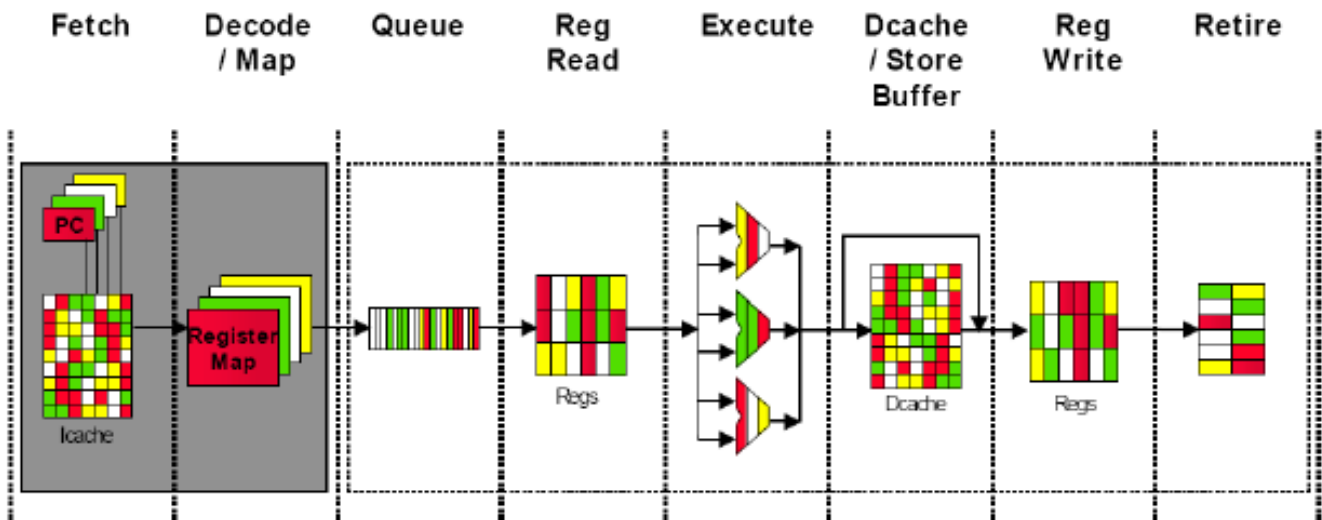 Fetch
Decode
/ Map
Queue
Reg
Read
Execute
Dcache
/ Store
Buffer
Reg
Write
Retire
PC
Register
Map
Icache
Regs
Dcache
Regs